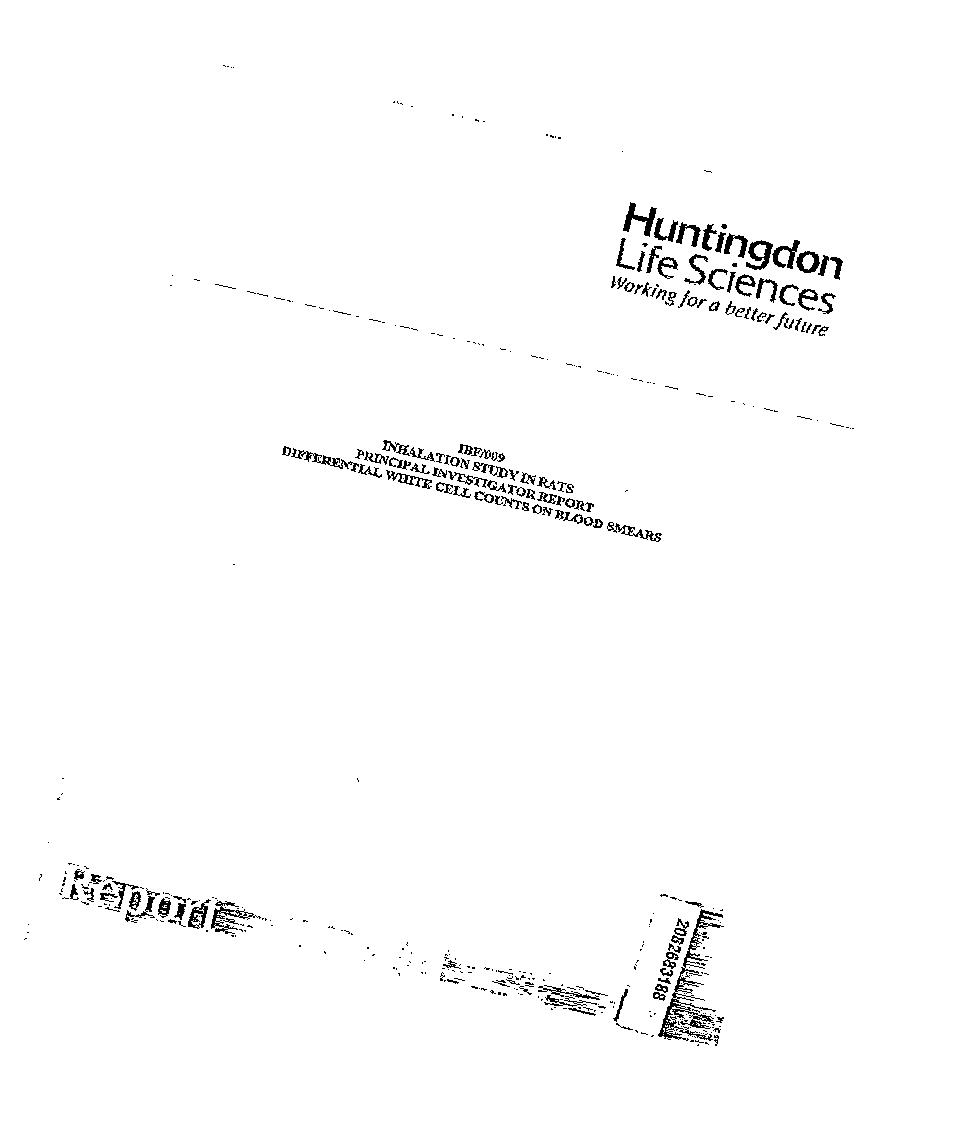 Huntingdon
Life Sciences
Working for a better future
IBF/009
INHALATION STUDY IN RATS
PRINCIPAL INVESTIGATOR REPORT
DIFFERENTIAL WHITE CELL COUNTS ON BLOOD SMEARS
Report
2062683188